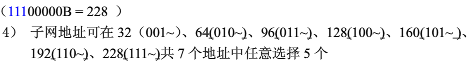 （11100000B = 228 ）
4） 子网地址可在 32（001~）、64(010~)、96(011~)、128(100~)、160(101~_)、
192(110~)、228(111~)共 7 个地址中任意选择 5 个